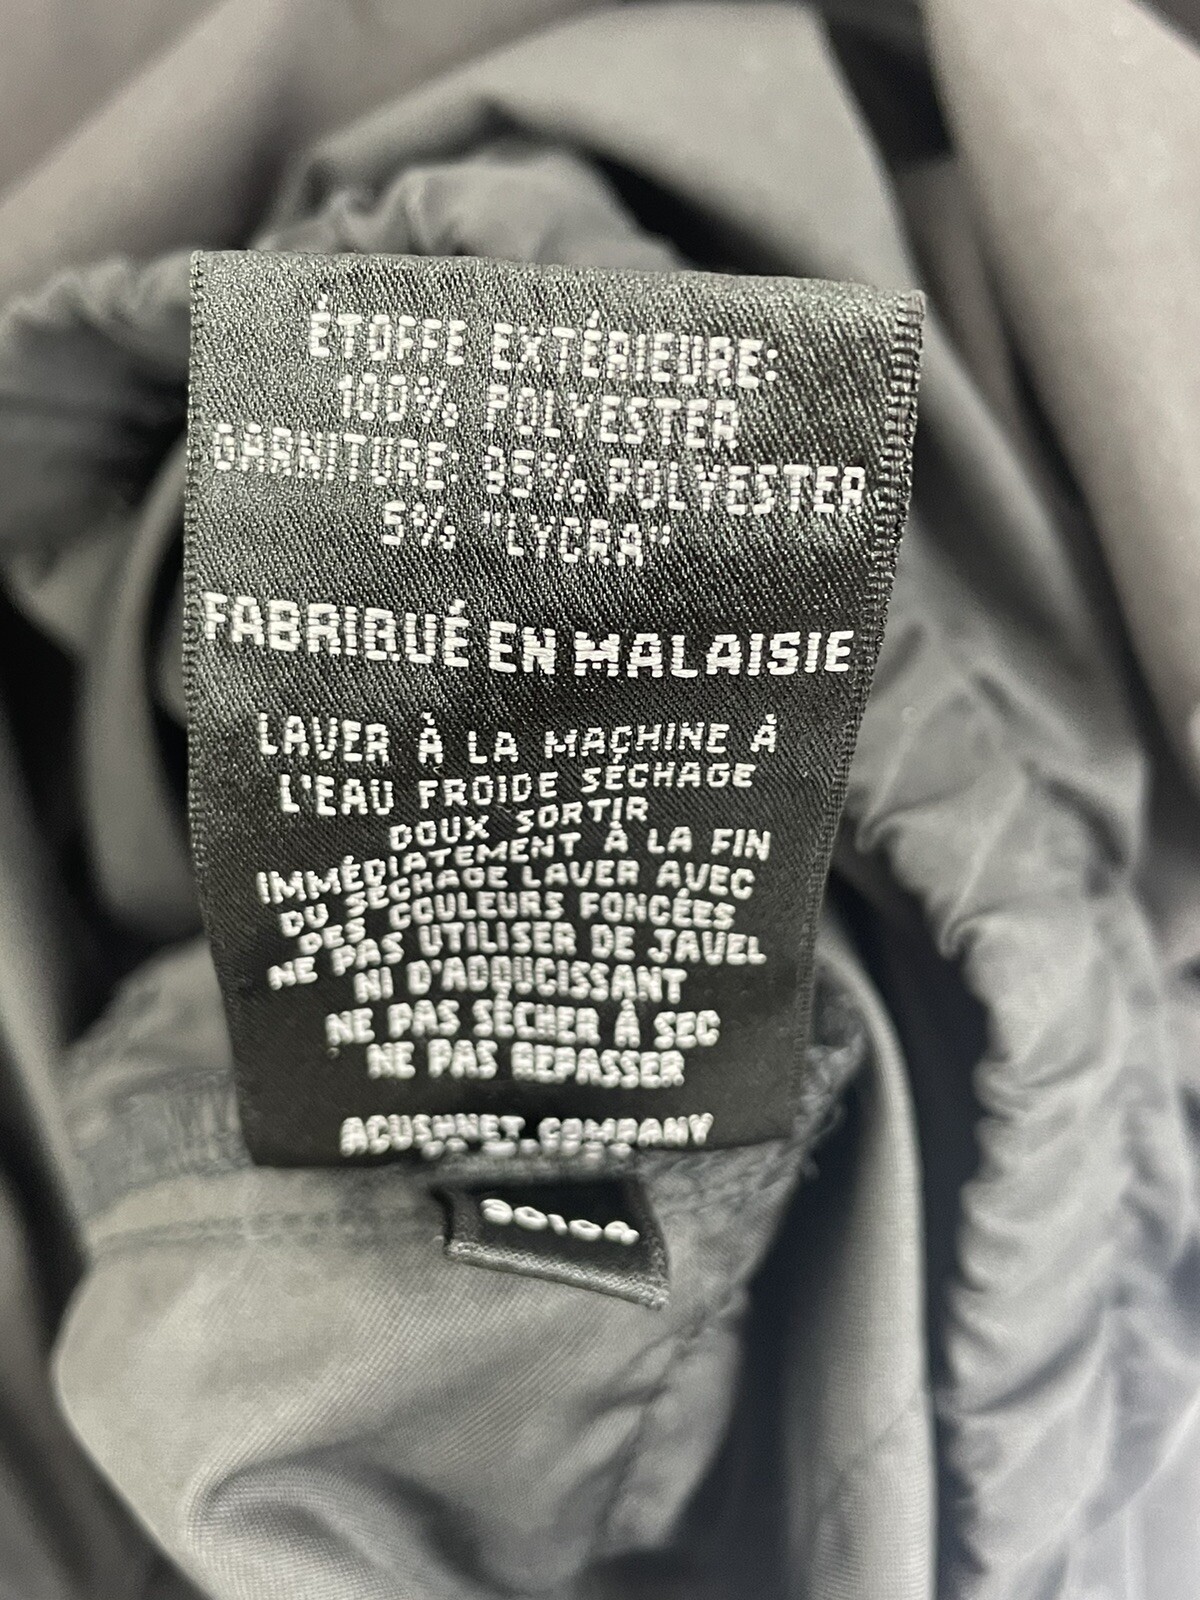 ÉTOFFE EXTÉRIEURE:
100% POLYESTER
GARNITURE: 95% POLYESTER
5% "LYCRA"
FABRIQUÉ EN MALAISIE
LAVER À LA MACHINE À
L'EAU FROIDE SÉCHAGE
DOUX SORTIR
IMMÉDIATEMENT À LA FIN
DU SÉCHAGE LAVER AVEC
DES COULEURS FONCÉES
NE PAS UTILISER DE JAVEL
NI D'ADOUCISSANT
NE PAS SÉCHER À SEC
NE PAS REPASSER
ACUSHNET COMPANY